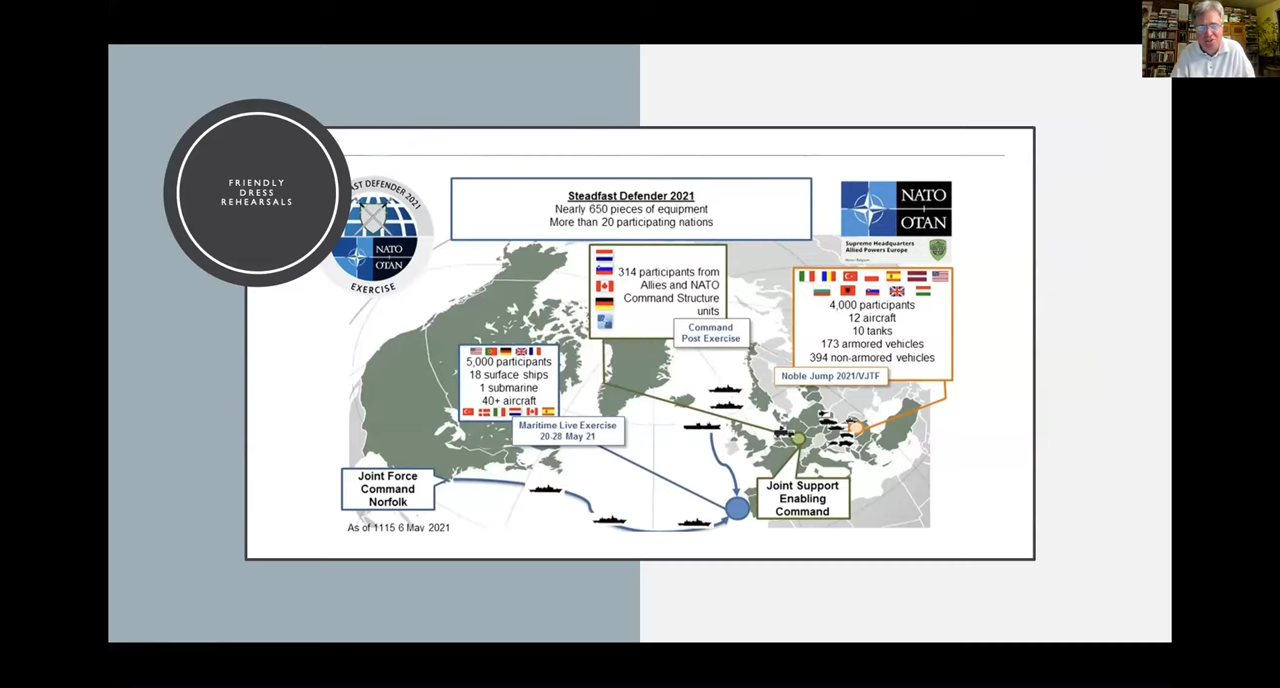 FRIENDLY
DRESS
REHEARSALS
AST DEFENDER 2021
NATO
OTAN
EXERCISE
Steadfast Defender 2021
Nearly 650 pieces of equipment
More than 20 participating nations
NATO
OTAN
Supreme Headquarters
Allied Powers Europe
314 participants from
Allies and NATO
Command Structure
units
Command
Post Exercise
4,000 participants
12 aircraft
10 tanks
173 armored vehicles
394 non-armored vehicles
Noble Jump 2021/VJTF
5,000 participants
18 surface ships
1 submarine
40+ aircraft
Maritime Live Exercise
20-28 May 21
Joint Force
Command
Norfolk
Joint Support
Enabling
Command
As of 1115 6 May 2021